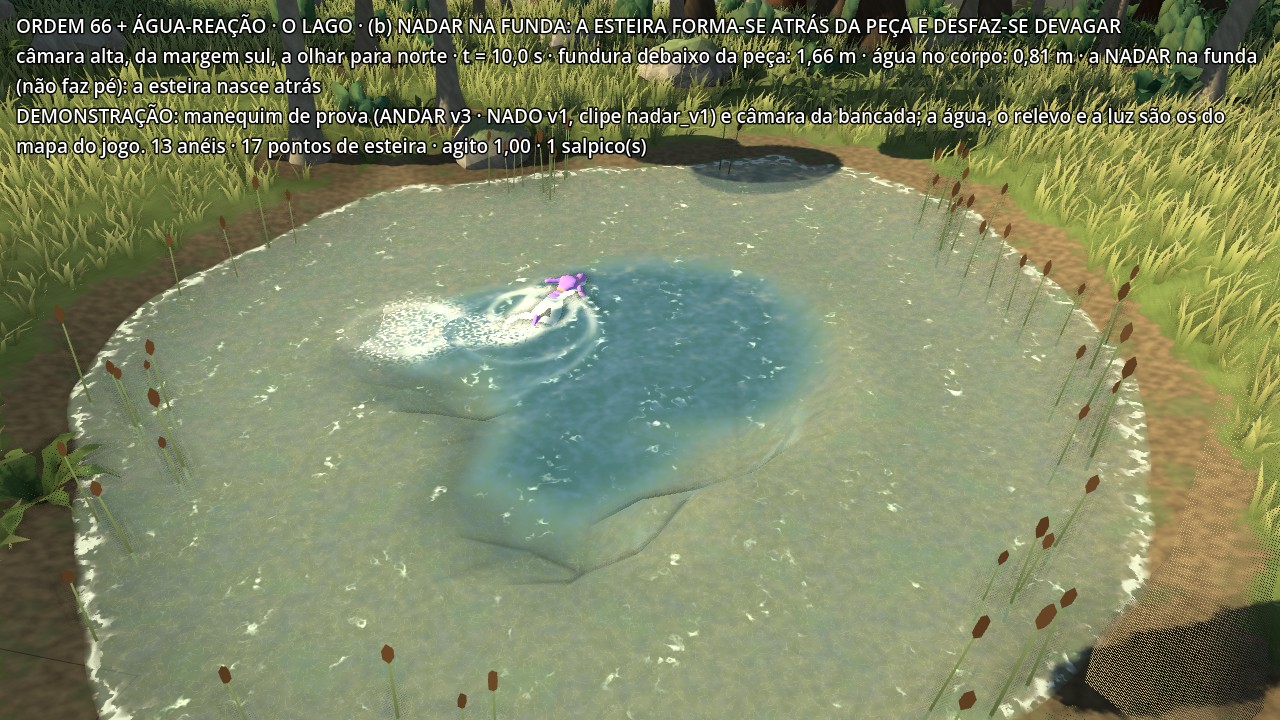 ORDEM 66 + ÁGUA-REAÇÃO · O LAGO · (b) NADAR NA FUNDA: A ESTEIRA FORMA-SE ATRÁS DA PEÇA E DESFAZ-SE DEVAGAR
câmara alta, da margem sul, a olhar para norte · t = 10,0 s · fundura debaixo da peça: 1,66 m · água no corpo: 0,81 m · a NADAR na funda
(não faz pé): a esteira nasce atrás
DEMONSTRAÇÃO: manequim de prova (ANDAR v3 · NADO v1, clipe nadar_v1) e câmara da bancada; a água, o relevo e a luz são os do
mapa do jogo. 13 anéis · 17 pontos de esteira · agito 1,00 · 1 salpico(s)